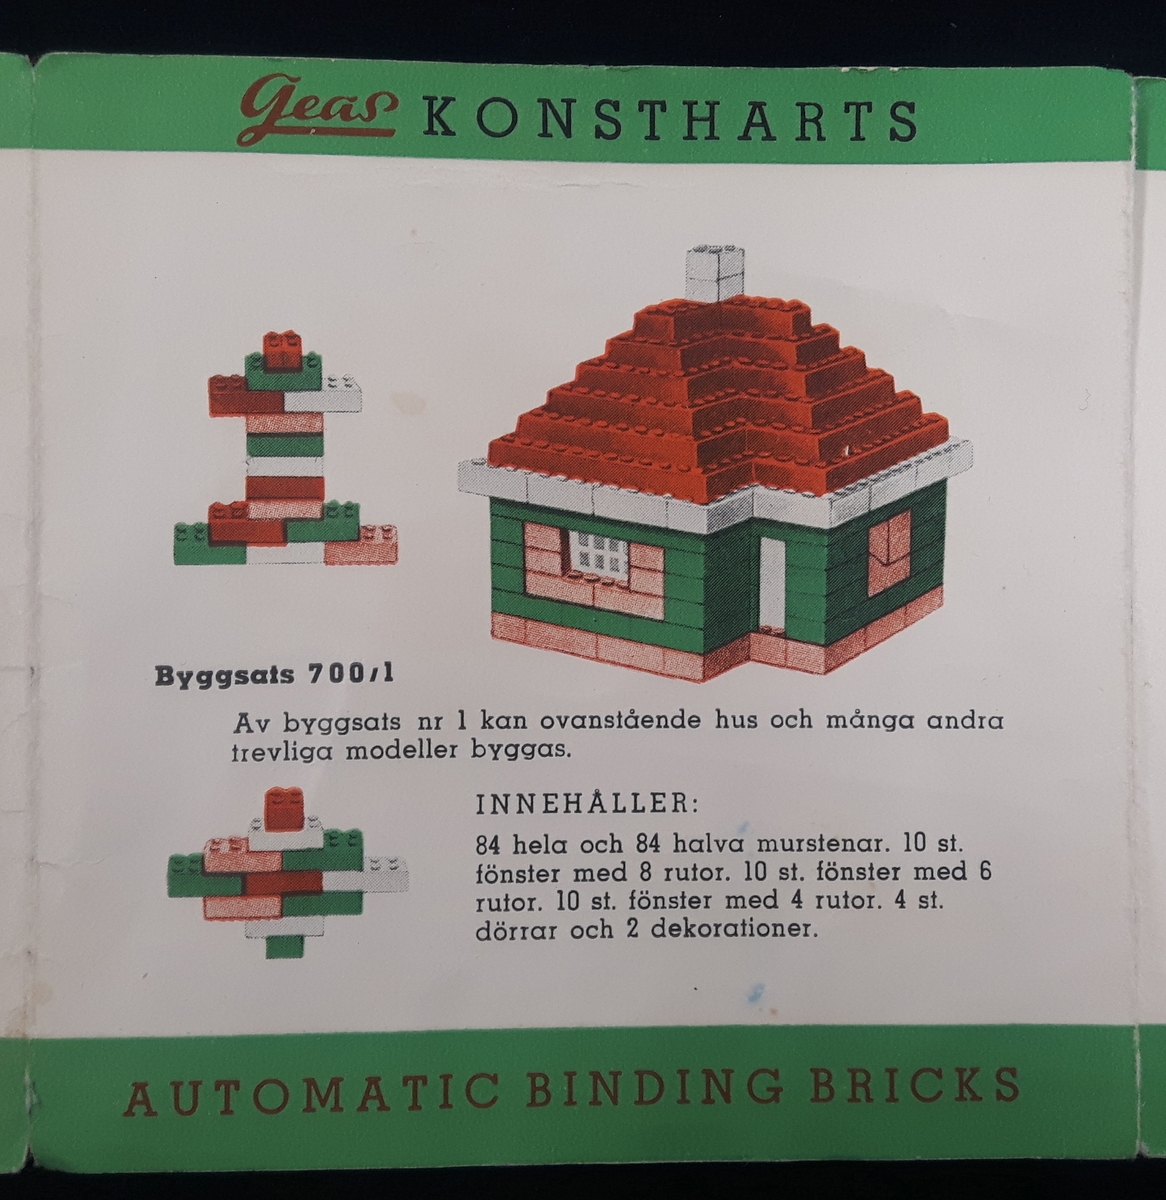 Geas KONSTHARTS
Byggsats 700/1
Av byggsats nr 1 kan ovanstående hus och många andra
trevliga modeller byggas.
INNEHÅLLER:
84 hela och 84 halva murstenar. 10 st.
fönster med 8 rutor. 10 st. fönster med 6
rutor. 10 st. fönster med 4 rutor. 4 st.
dörrar och 2 dekorationer.
AUTOMATIC BINDING BRICKS